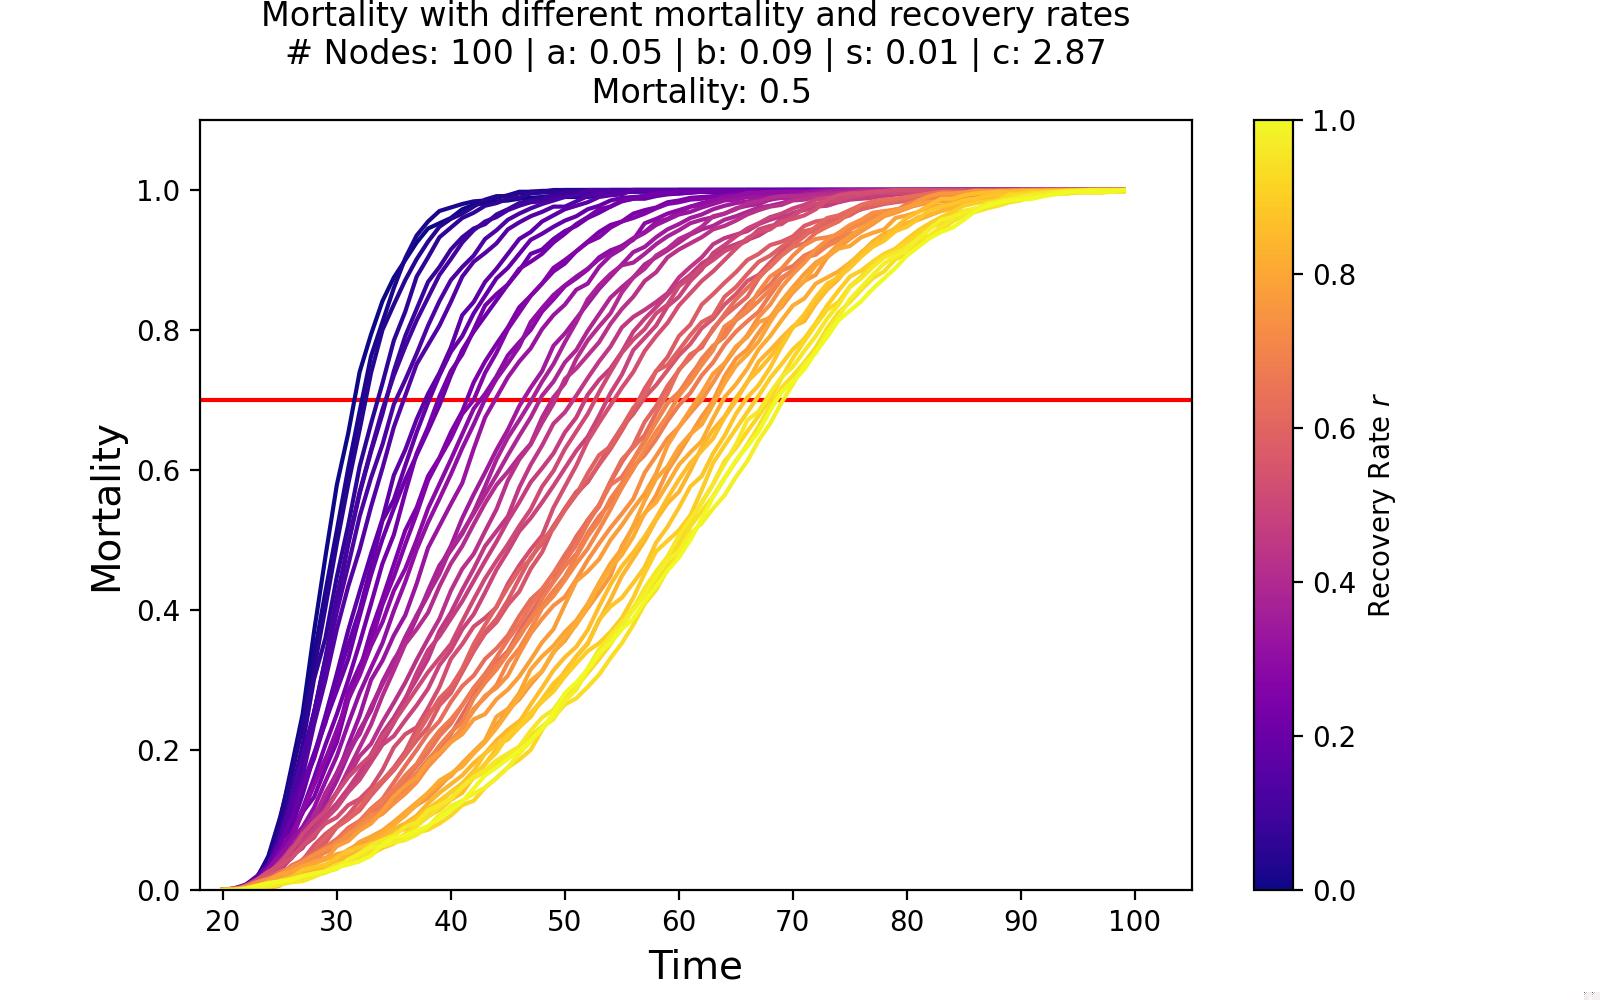 Mortality with different mortality and recovery rates
# Nodes: 100 | a: 0.05 | b: 0.09 | s: 0.01 | c: 2.87
Mortality: 0.5
Mortality
1.0
0.8
0.6
0.4
0.2
0.0
20 30 40 50 60 70 80 90 100
Time
1.0
0.8
0.6
0.4
0.2
0.0
Recovery Rate r